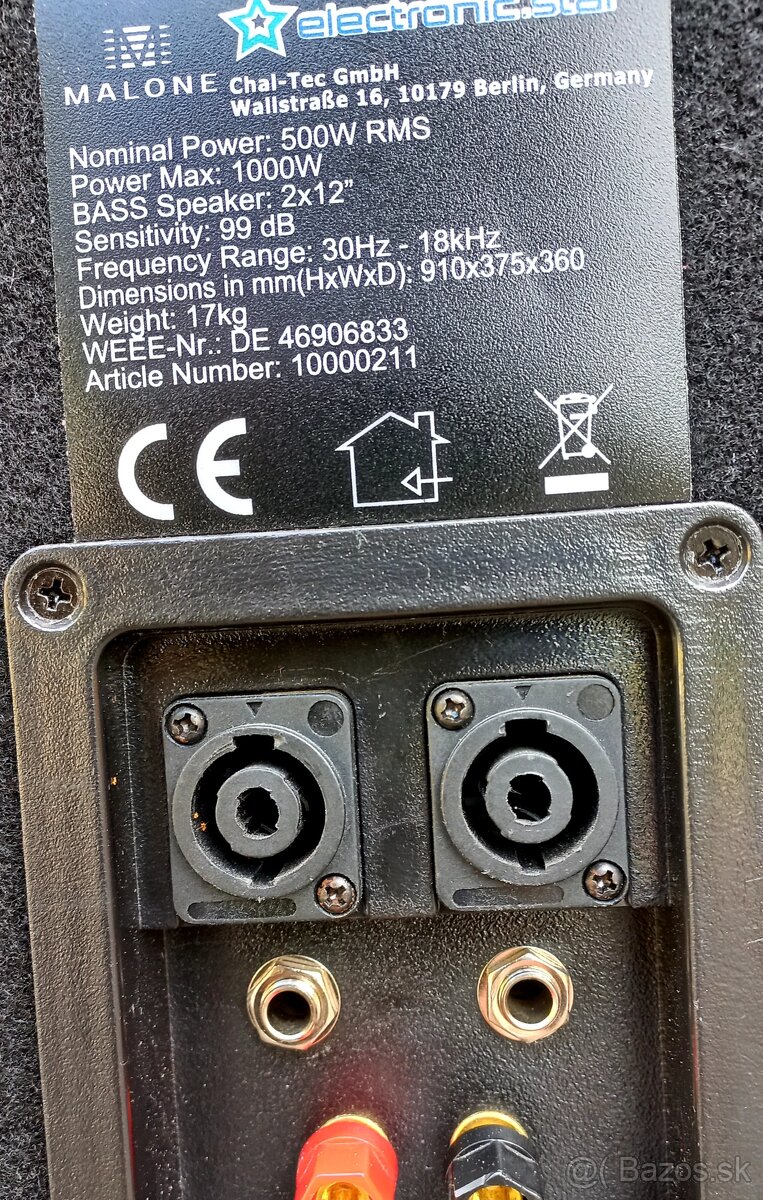 electronic.star
MALONE
Chal-Tec GmbH
Wallstraße 16, 10179 Berlin, Germany
Nominal Power: 500W RMS
Power Max: 1000W
BASS Speaker: 2x12”
Sensitivity: 99 dB
Frequency Range: 30Hz - 18kHz
Dimensions in mm(HxWxD): 910x375x360
Weight: 17kg
WEEE-Nr.: DE 46906833
Article Number: 10000211
CE
@( Bazos.sk